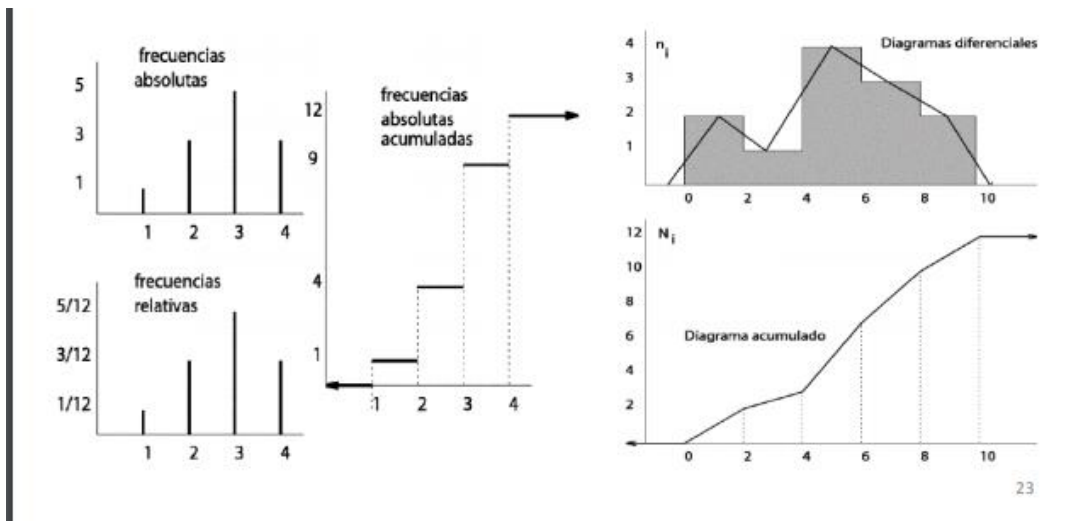 frecuencias
absolutas
5
3
1
1 2 3 4
frecuencias
relativas
5/12
3/12
1/12
1 2 3 4
frecuencias
absolutas
acumuladas
12
9
4
1
1 2 3 4
Diagramas diferenciales
n i
4
3
2
1
0 2 4 6 8 10
N i
12
10
8
6
4
2
Diagrama acumulado
0 2 4 6 8 10
23